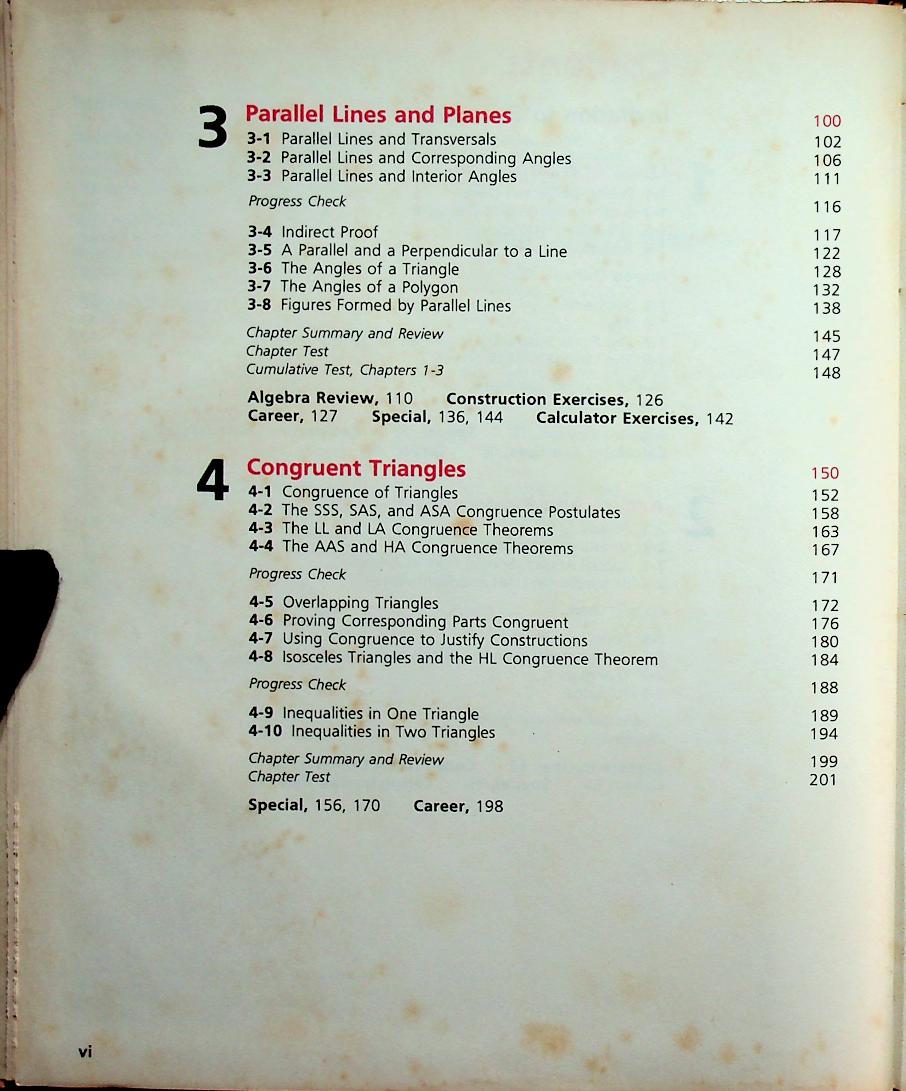 3 Parallel Lines and Planes 100
3-1 Parallel Lines and Transversals 102
3-2 Parallel Lines and Corresponding Angles 106
3-3 Parallel Lines and Interior Angles 111
Progress Check 116
3-4 Indirect Proof 117
3-5 A Parallel and a Perpendicular to a Line 122
3-6 The Angles of a Triangle 128
3-7 The Angles of a Polygon 132
3-8 Figures Formed by Parallel Lines 138
Chapter Summary and Review 145
Chapter Test 147
Cumulative Test, Chapters 1-3 148
Algebra Review, 110 Construction Exercises, 126
Career, 127 Special, 136, 144 Calculator Exercises, 142
4 Congruent Triangles 150
4-1 Congruence of Triangles 152
4-2 The SSS, SAS, and ASA Congruence Postulates 158
4-3 The LL and LA Congruence Theorems 163
4-4 The AAS and HA Congruence Theorems 167
Progress Check 171
4-5 Overlapping Triangles 172
4-6 Proving Corresponding Parts Congruent 176
4-7 Using Congruence to Justify Constructions 180
4-8 Isosceles Triangles and the HL Congruence Theorem 184
Progress Check 188
4-9 Inequalities in One Triangle 189
4-10 Inequalities in Two Triangles 194
Chapter Summary and Review 199
Chapter Test 201
Special, 156, 170 Career, 198
vi